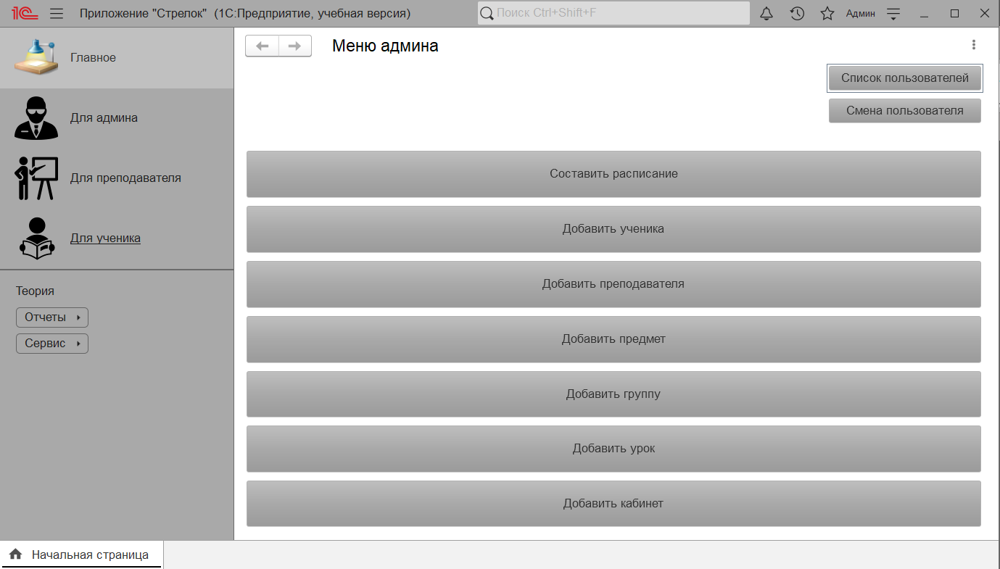 1С Приложение "Стрелок" (1С:Предприятие, учебная версия) Поиск Ctrl+Shift+F Админ
Главное
Для админа
Для преподавателя
Для ученика
Теория
Отчеты
Сервис
Меню админа
Список пользователей
Смена пользователя
Составить расписание
Добавить ученика
Добавить преподавателя
Добавить предмет
Добавить группу
Добавить урок
Добавить кабинет
Начальная страница